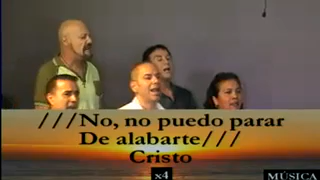 ///No, no puedo parar
De alabarte///
Cristo
x4
MÚSICA